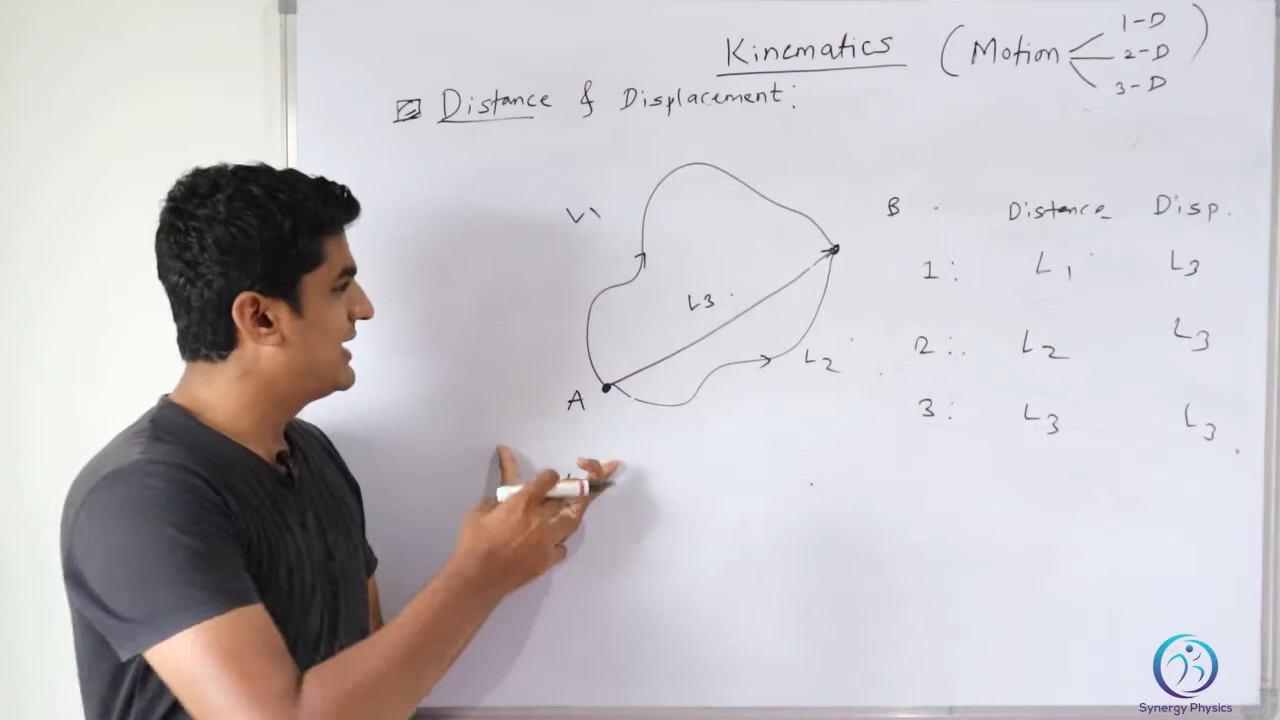 Kinematics (Motion 1-D
2-D
3-D )
Distance & Displacement:
L1
B Distance Disp.
1: L1 L3
L3
2: L2 L3
L2
A
3: L3 L3
Synergy Physics